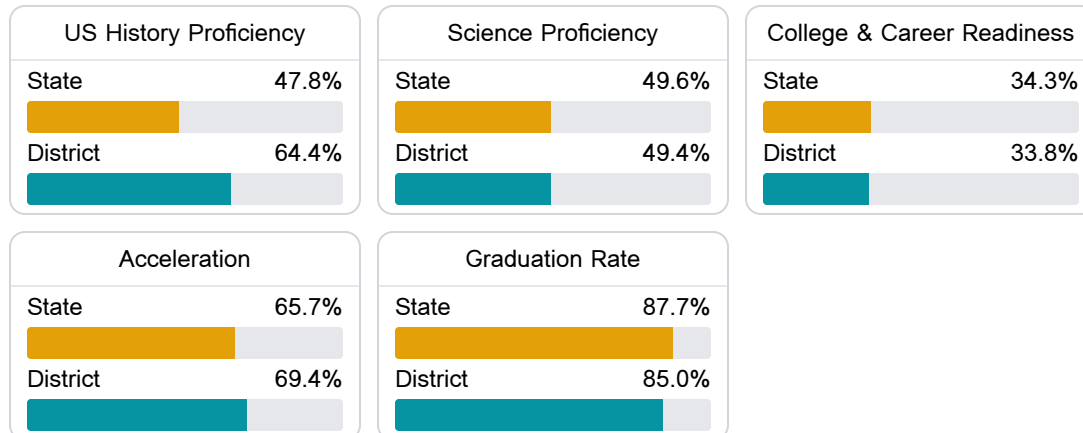 US History Proficiency
State 47.8%
District 64.4%
Science Proficiency
State 49.6%
District 49.4%
College & Career Readiness
State 34.3%
District 33.8%
Acceleration
State 65.7%
District 69.4%
Graduation Rate
State 87.7%
District 85.0%